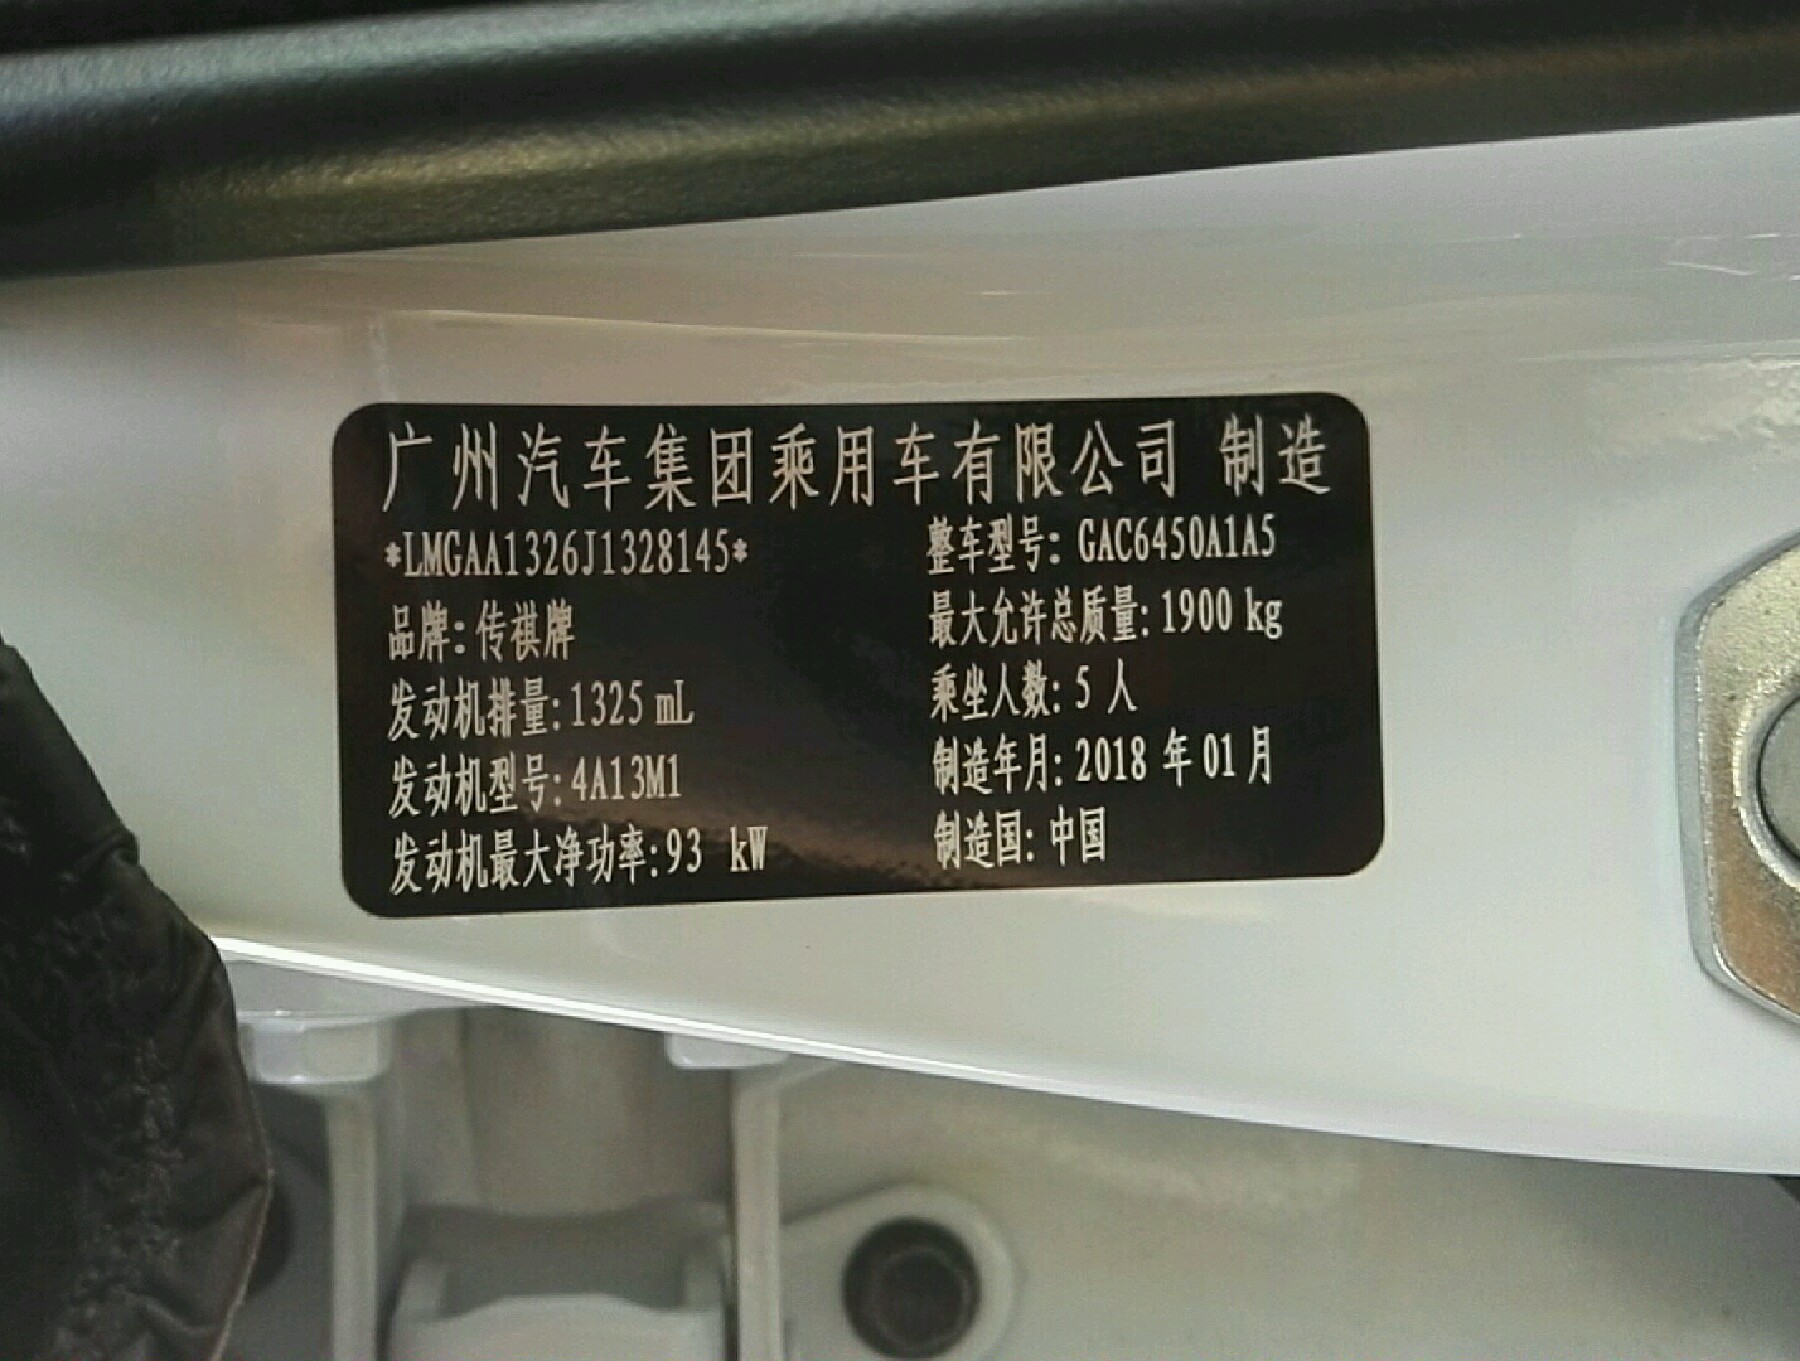 广州汽车集团乘用车有限公司 制造
*LMGAA1326J1328145*
品牌:传祺牌
发动机排量:1325 mL
发动机型号:4A13M1
发动机最大净功率:93 kW
整车型号:GAC6450A1A5
最大允许总质量:1900 kg
乘坐人数:5 人
制造年月:2018 年 01 月
制造国:中国